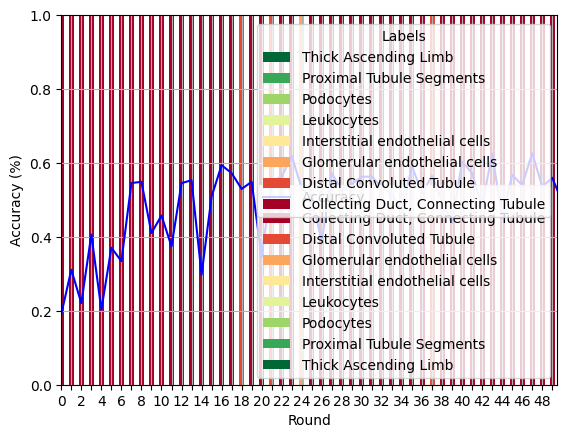 Labels
Thick Ascending Limb
Proximal Tubule Segments
Podocytes
Leukocytes
Interstitial endothelial cells
Glomerular endothelial cells
Distal Convoluted Tubule
Accuracy
Collecting Duct, Connecting Tubule
Collecting Duct, Connecting Tubule
Distal Convoluted Tubule
Glomerular endothelial cells
Interstitial endothelial cells
Leukocytes
Podocytes
Proximal Tubule Segments
Thick Ascending Limb
1.0
0.8
0.6
0.4
0.2
0.0
Accuracy (%)
0 2 4 6 8 10 12 14 16 18 20 22 24 26 28 30 32 34 36 38 40 42 44 46 48
Round